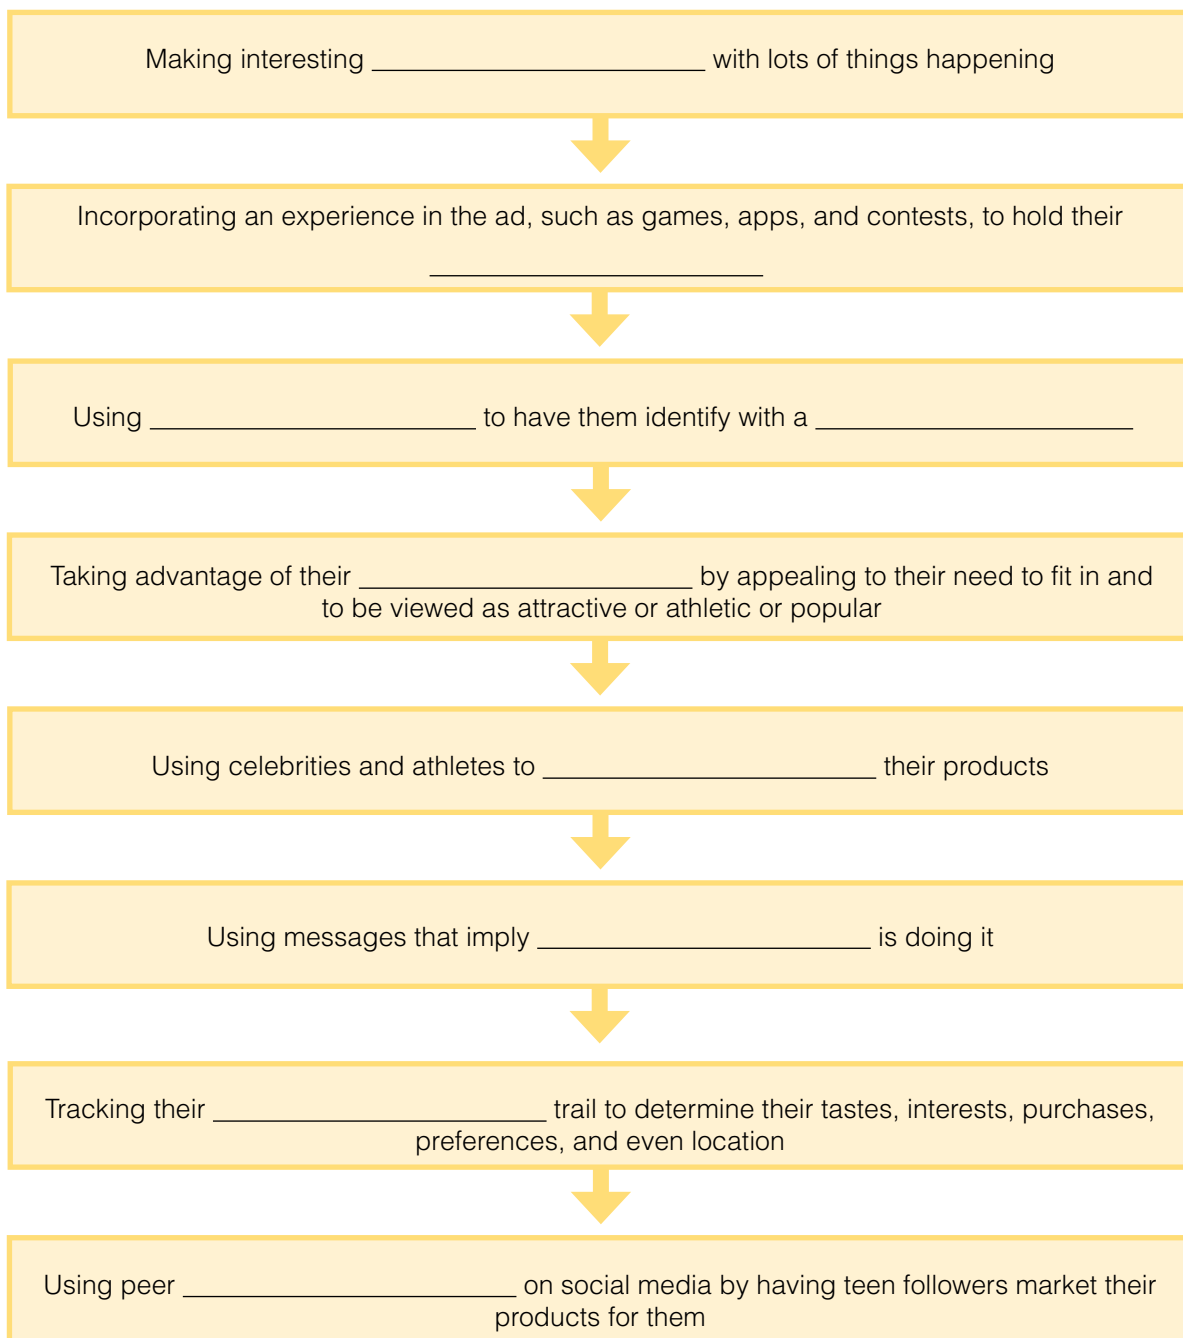 Making interesting ______________________ with lots of things happening
Incorporating an experience in the ad, such as games, apps, and contests, to hold their
______________________
Using ______________________ to have them identify with a ______________________
Taking advantage of their ______________________ by appealing to their need to fit in and
to be viewed as attractive or athletic or popular
Using celebrities and athletes to ______________________ their products
Using messages that imply ______________________ is doing it
Tracking their ______________________ trail to determine their tastes, interests, purchases,
preferences, and even location
Using peer ______________________ on social media by having teen followers market their
products for them